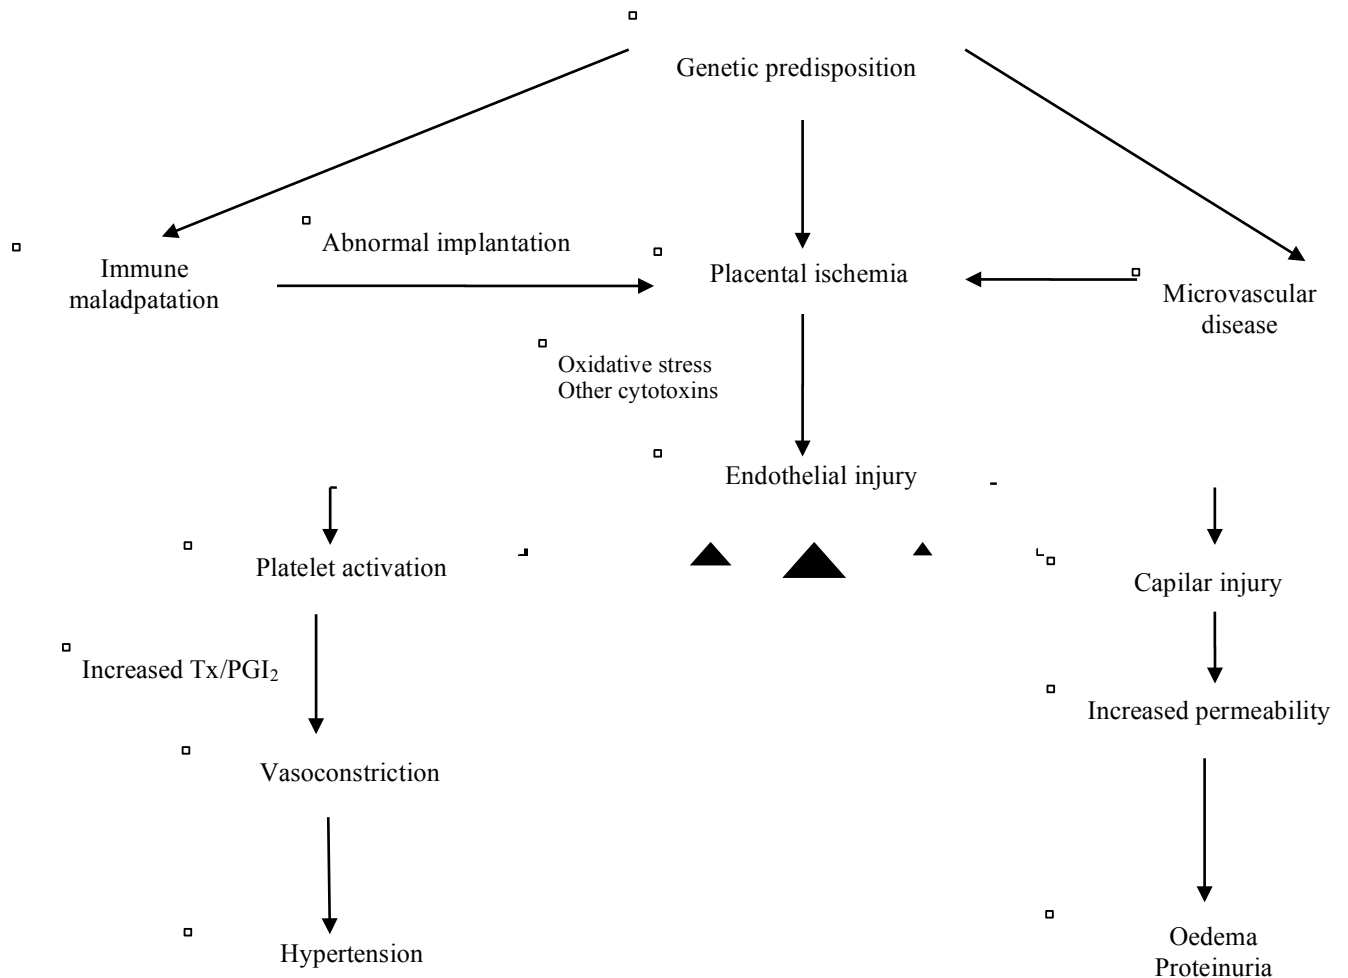 Genetic predisposition
Abnormal implantation
Immune
maladpatation
Placental ischemia
Microvascular
disease
Oxidative stress
Other cytotoxins
Endothelial injury
Platelet activation
Capilar injury
Increased Tx/PGI₂
Increased permeability
Vasoconstriction
Hypertension
Oedema
Proteinuria